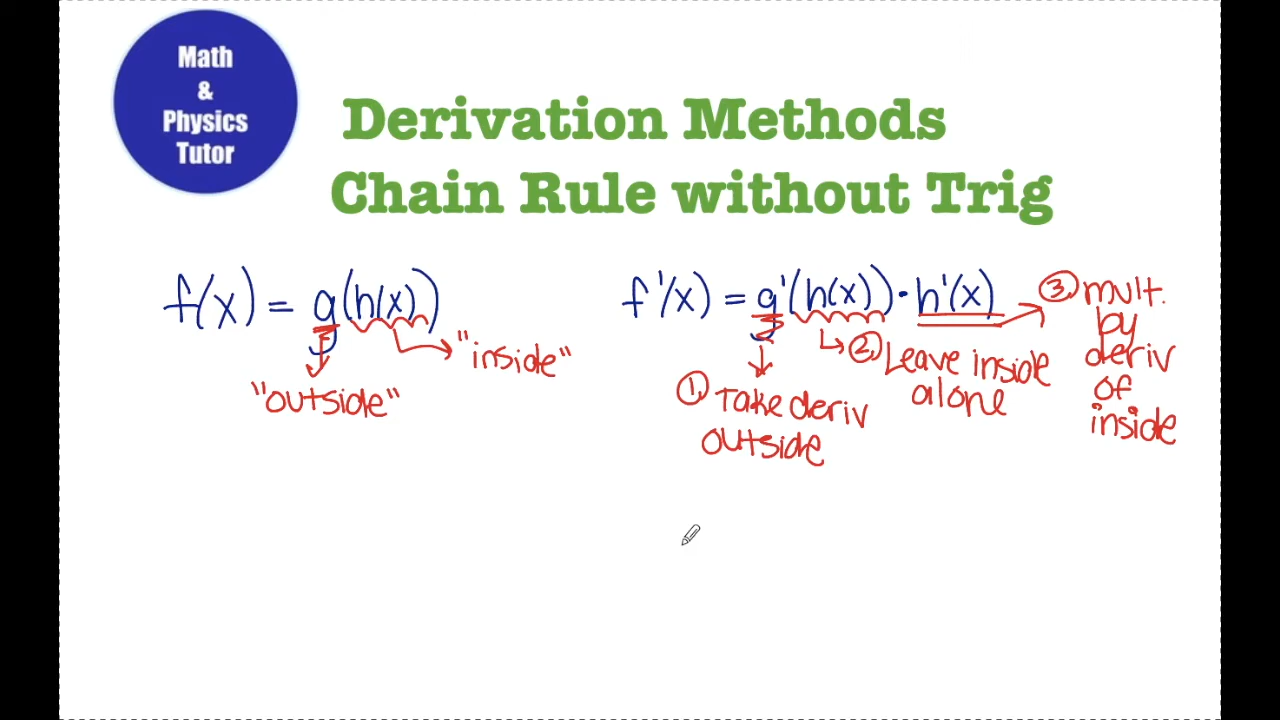 Math
&
Physics
Tutor
Derivation Methods
Chain Rule without Trig
f(x) = g(h(x))
"inside"
"outside"
f'(x) = g'(h(x)) · h'(x)
① Take deriv
outside
② Leave inside
alone
③ mult.
by
deriv
of
inside